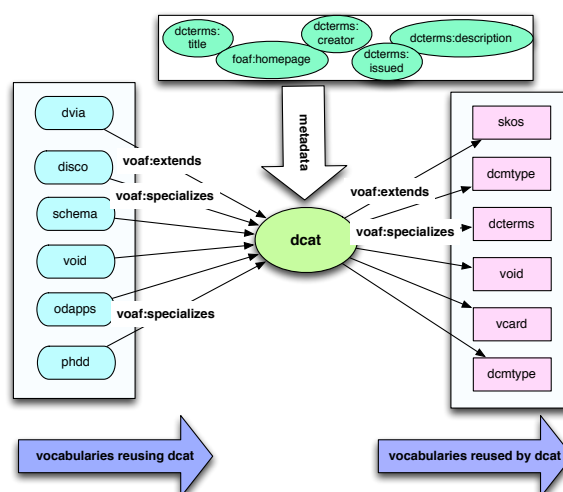 dcterms:
title
foaf:homepage
dcterms:
creator
dcterms:
issued
dcterms:description
metadata
dvia
disco
schema
void
odapps
phdd
voaf:extends
voaf:specializes
voaf:specializes
dcat
voaf:extends
voaf:specializes
skos
dcmtype
dcterms
void
vcard
dcmtype
vocabularies reusing dcat
vocabularies reused by dcat